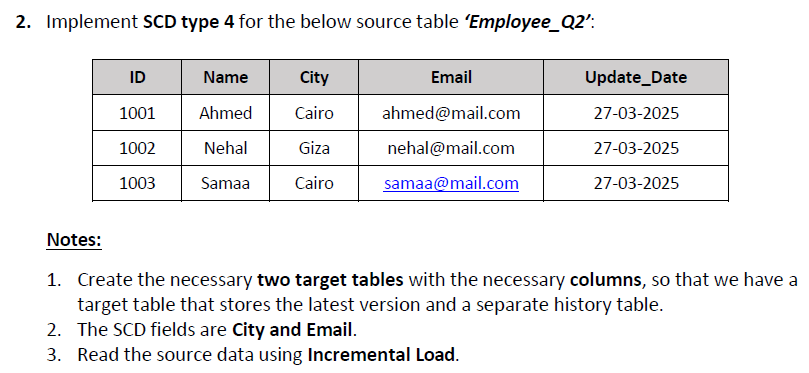 2. Implement SCD type 4 for the below source table ‘Employee_Q2’:
ID Name City Email Update_Date
1001 Ahmed Cairo ahmed@mail.com 27-03-2025
1002 Nehal Giza nehal@mail.com 27-03-2025
1003 Samaa Cairo samaa@mail.com 27-03-2025
Notes:
1. Create the necessary two target tables with the necessary columns, so that we have a
target table that stores the latest version and a separate history table.
2. The SCD fields are City and Email.
3. Read the source data using Incremental Load.